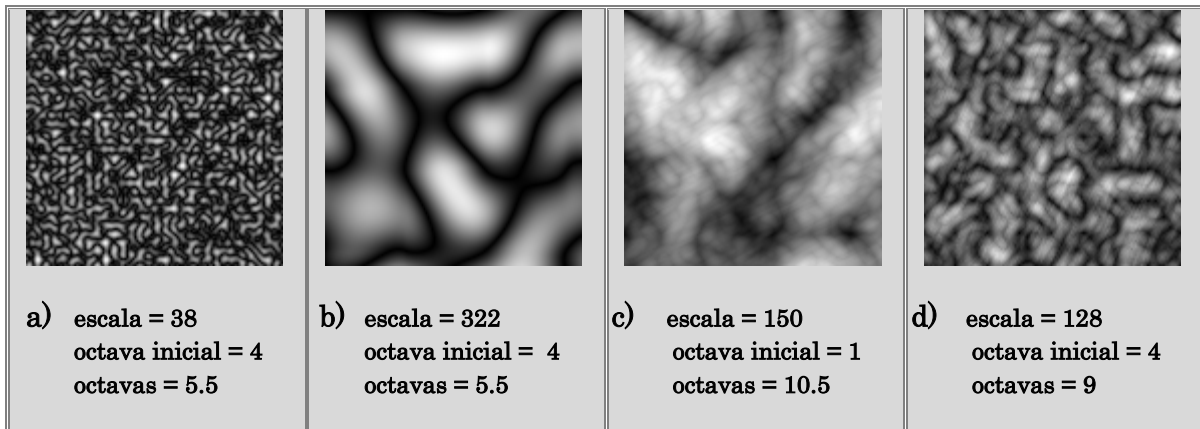 a) escala = 38
octava inicial = 4
octavas = 5.5
b) escala = 322
octava inicial = 4
octavas = 5.5
c) escala = 150
octava inicial = 1
octavas = 10.5
d) escala = 128
octava inicial = 4
octavas = 9